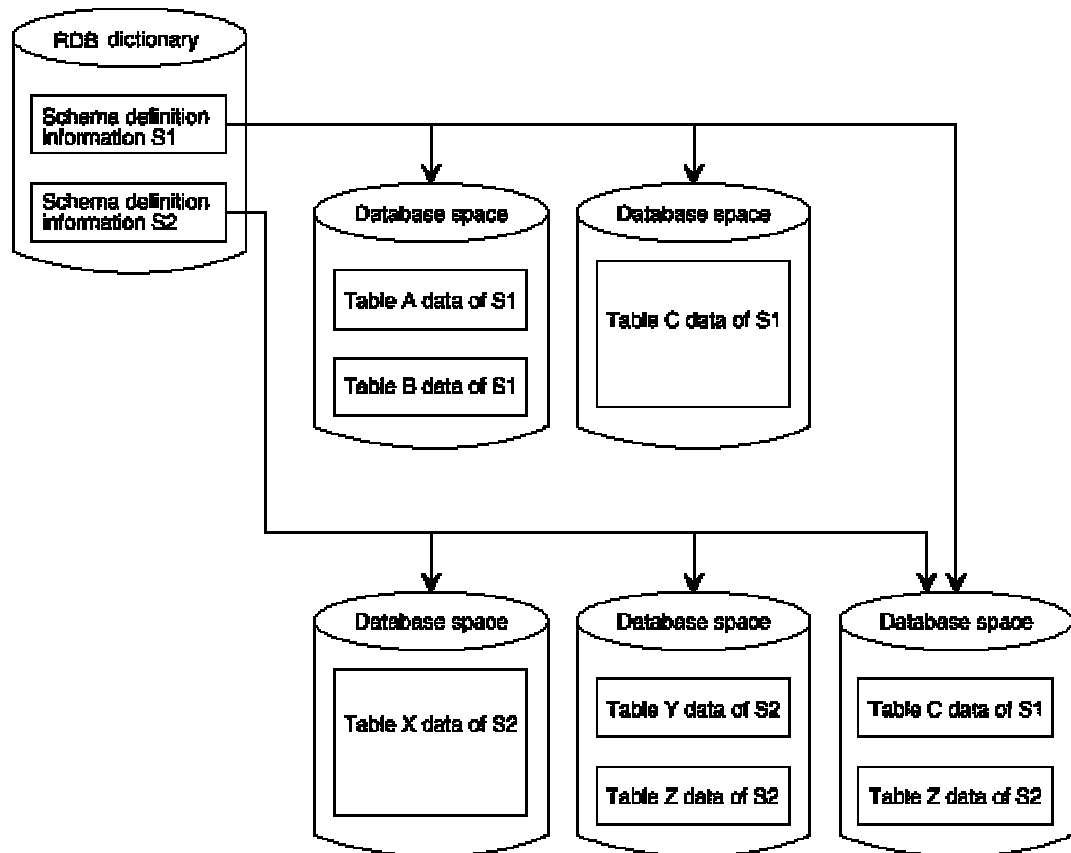 RDB dictionary
Schema definition
information S1
Schema definition
information S2
Database space
Table A data of S1
Table B data of S1
Database space
Table C data of S1
Database space
Table X data of S2
Database space
Table Y data of S2
Table Z data of S2
Database space
Table C data of S1
Table Z data of S2